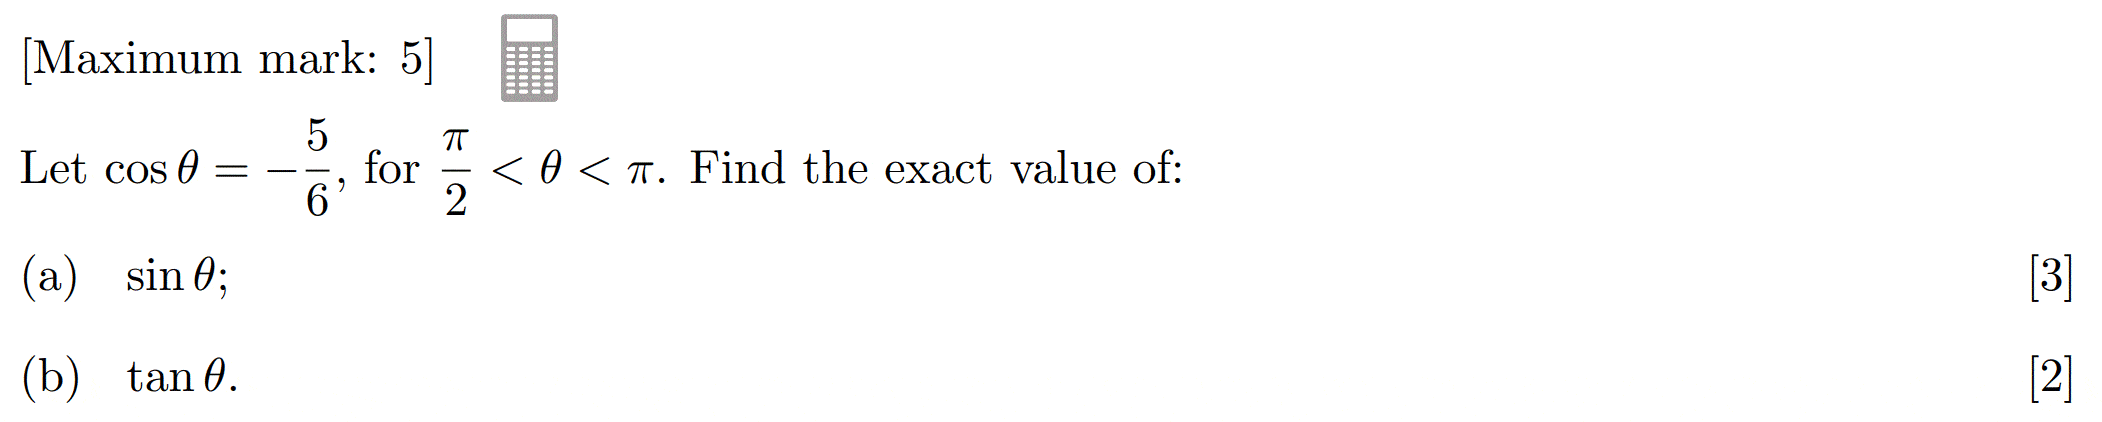 [Maximum mark: 5]
Let cos θ = −5/6, for π/2 < θ < π. Find the exact value of:
(a) sin θ; [3]
(b) tan θ. [2]